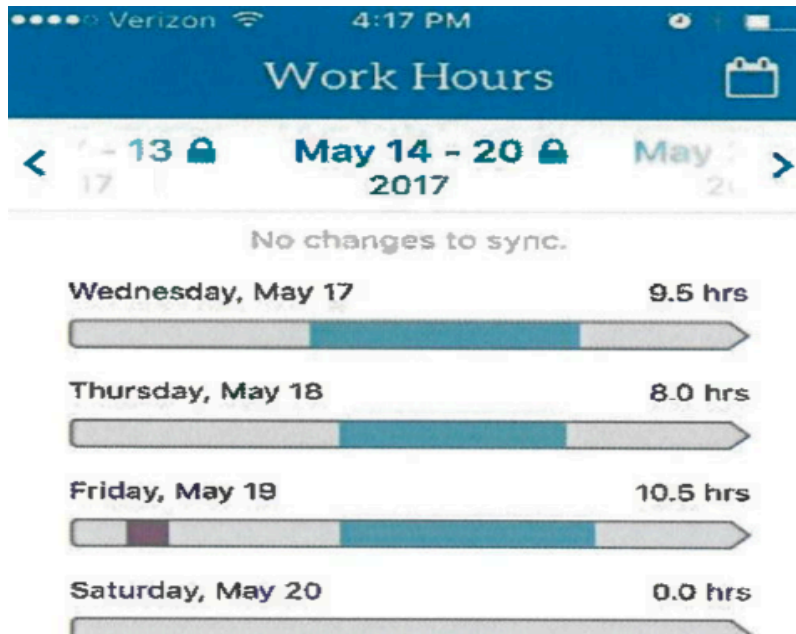 Verizon 4:17 PM
Work Hours
- 13 May 14 - 20 May
17 2017
No changes to sync.
Wednesday, May 17 9.5 hrs
Thursday, May 18 8.0 hrs
Friday, May 19 10.5 hrs
Saturday, May 20 0.0 hrs